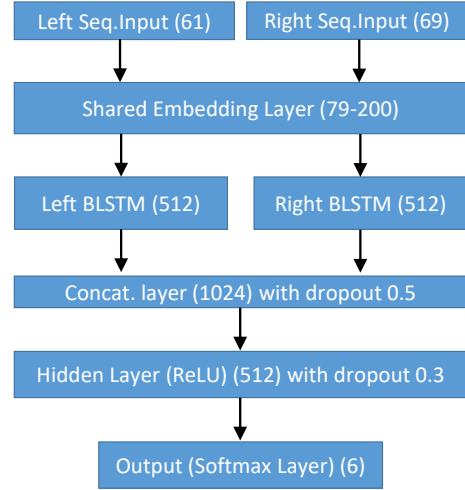 Left Seq.Input (61)
Right Seq.Input (69)
Shared Embedding Layer (79-200)
Left BLSTM (512)
Right BLSTM (512)
Concat. layer (1024) with dropout 0.5
Hidden Layer (ReLU) (512) with dropout 0.3
Output (Softmax Layer) (6)